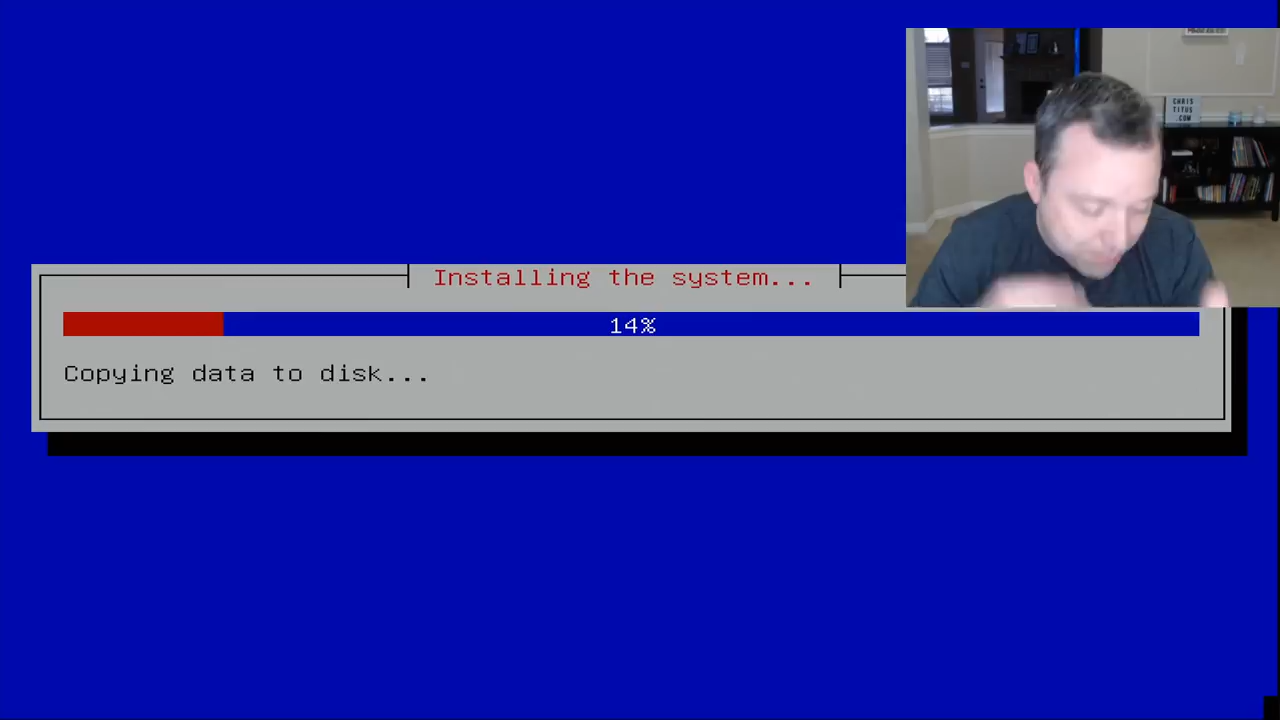 CHRIS
TITUS
.COM
Installing the system...
14%
Copying data to disk...